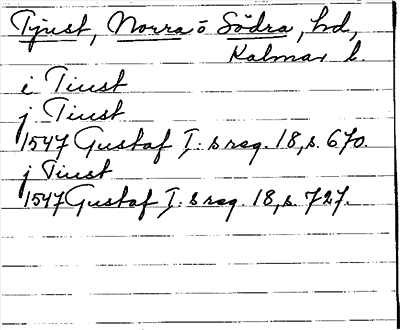 Tjust, Norra o Södra, hd,
Kalmar l.
i Tiust
j Tiust
1547 Gustaf I:s reg. 18, s. 670.
j Tiust
1547 Gustaf I:s reg. 18, s. 727.